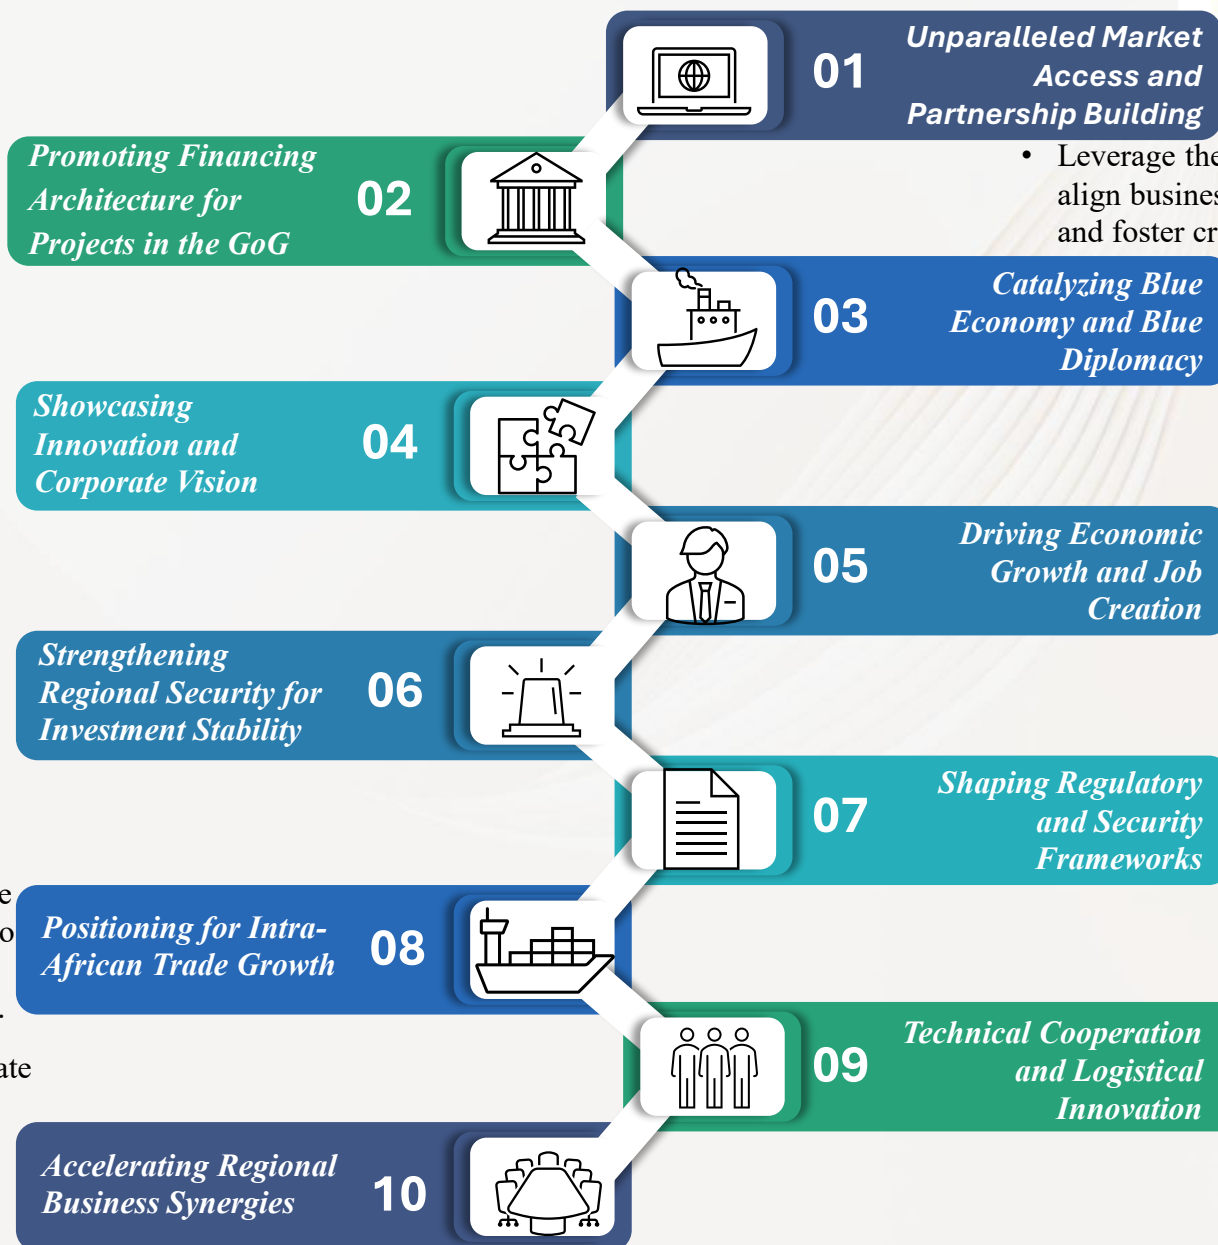 01
Unparalleled Market
Access and
Partnership Building
• Leverage the
align business
and foster cr
02
Promoting Financing
Architecture for
Projects in the GoG
03
Catalyzing Blue
Economy and Blue
Diplomacy
04
Showcasing
Innovation and
Corporate Vision
05
Driving Economic
Growth and Job
Creation
06
Strengthening
Regional Security for
Investment Stability
07
Shaping Regulatory
and Security
Frameworks
08
Positioning for Intra-
African Trade Growth
09
Technical Cooperation
and Logistical
Innovation
10
Accelerating Regional
Business Synergies